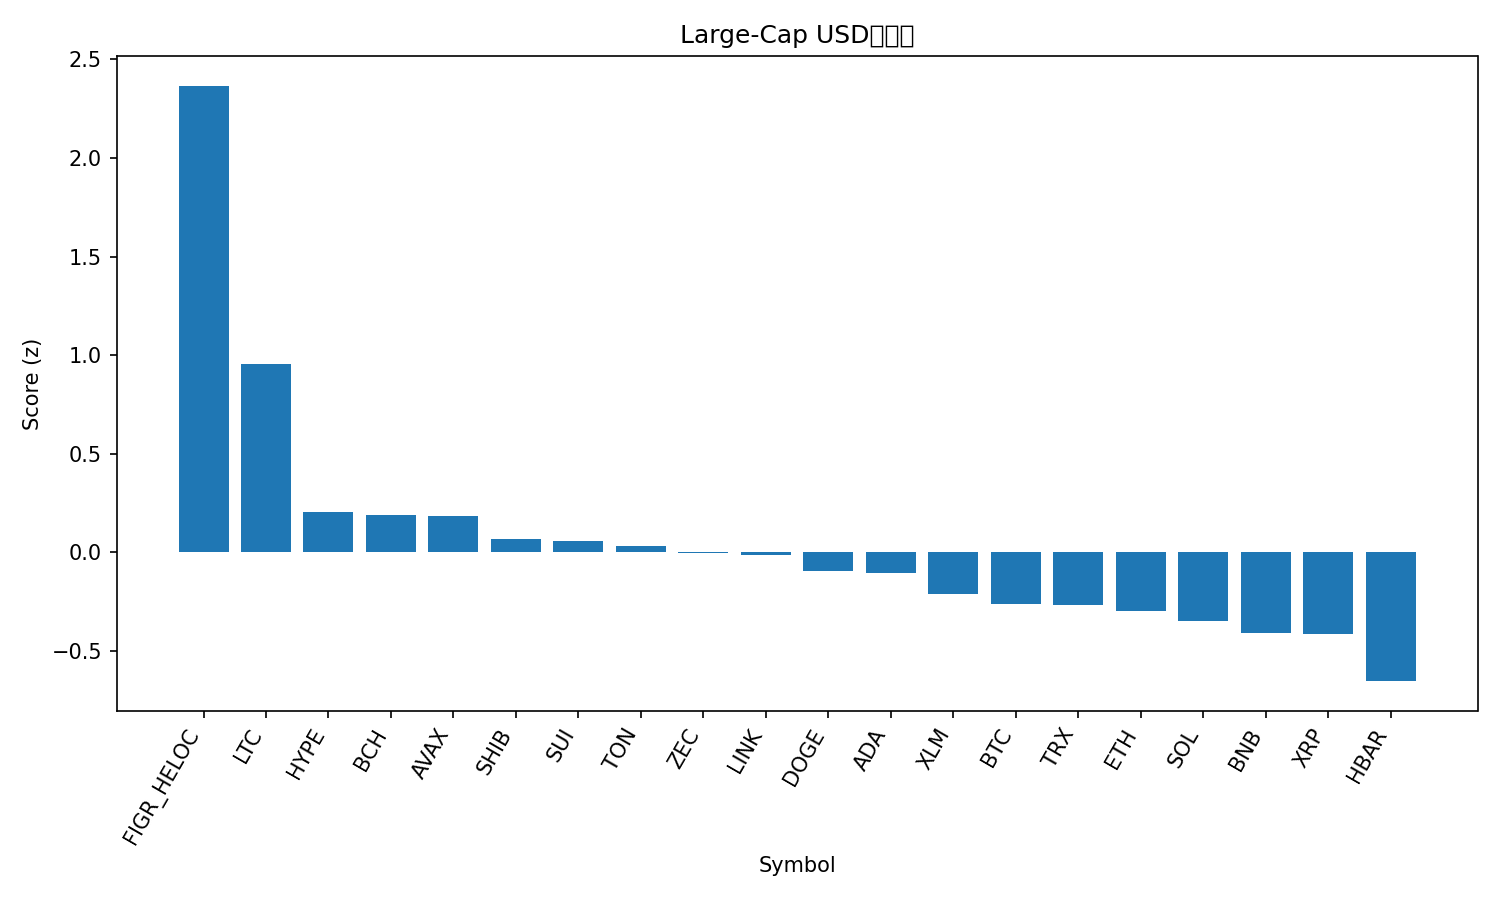 Large-Cap USD
Score (z)
2.5
2.0
1.5
1.0
0.5
0.0
−0.5
FIGR_HELOC
LTC
HYPE
BCH
AVAX
SHIB
SUI
TON
ZEC
LINK
DOGE
ADA
XLM
BTC
TRX
ETH
SOL
BNB
XRP
HBAR
Symbol